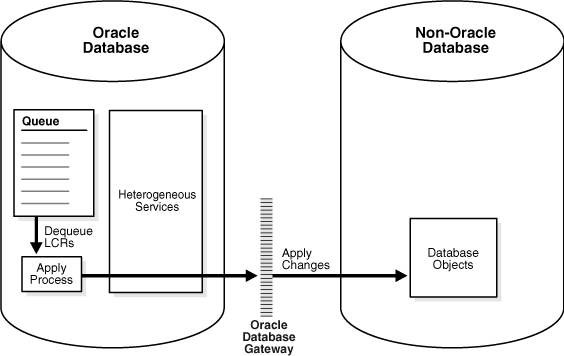 Oracle
Database
Non-Oracle
Database
Queue
Heterogeneous
Services
Dequeue
LCRs
Apply
Process
Apply
Changes
Database
Objects
Oracle
Database
Gateway